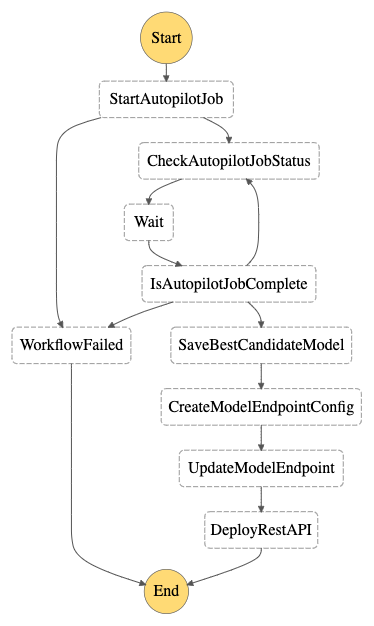 Start
StartAutopilotJob
CheckAutopilotJobStatus
Wait
IsAutopilotJobComplete
WorkflowFailed
SaveBestCandidateModel
CreateModelEndpointConfig
UpdateModelEndpoint
DeployRestAPI
End